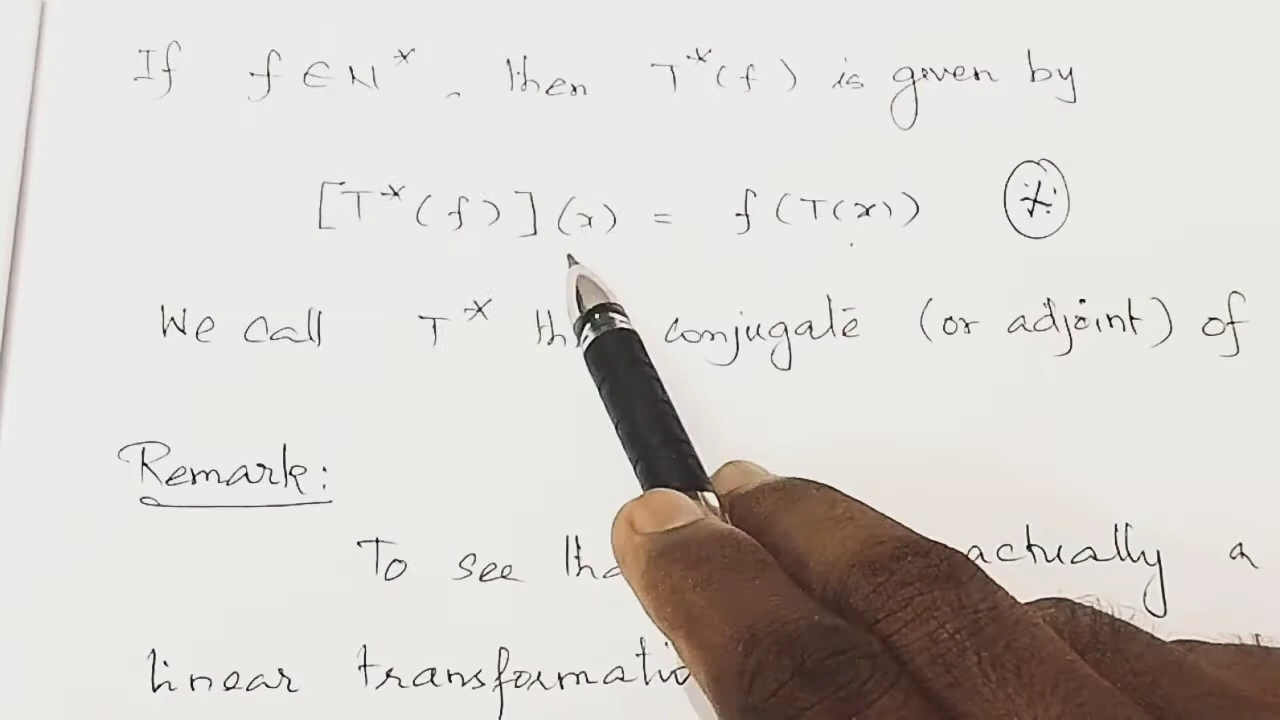 If f ∈ N*, then T*(f) is given by
[T*(f)](x) = f(T(x)) (*)
We call T* conjugate (or adjoint) of
Remark:
To see actually a
linear